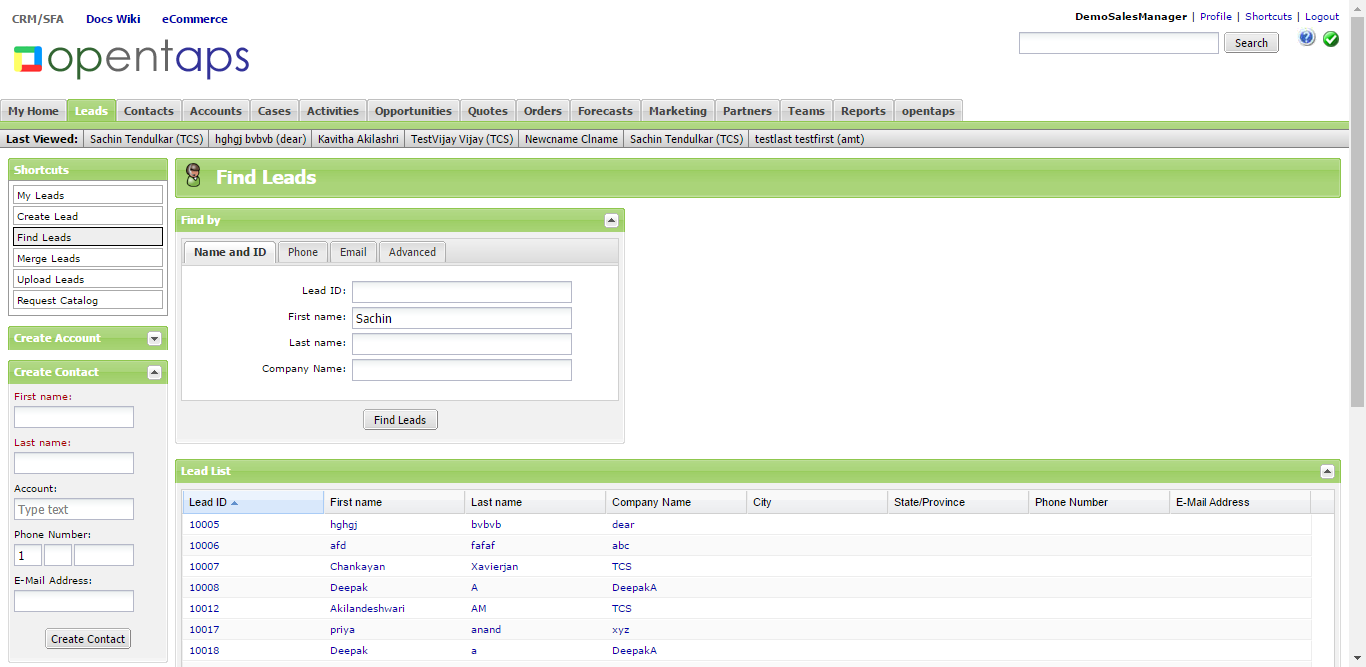 CRM/SFA Docs Wiki eCommerce
DemoSalesManager | Profile | Shortcuts | Logout
opentaps
Search
My Home Leads Contacts Accounts Cases Activities Opportunities Quotes Orders Forecasts Marketing Partners Teams Reports opentaps
Last Viewed: Sachin Tendulkar (TCS) hghgj bvbvb (dear) Kavitha Akilashri TestVijay Vijay (TCS) Newcname Clname Sachin Tendulkar (TCS) testlast testfirst (amt)
Shortcuts
My Leads
Create Lead
Find Leads
Merge Leads
Upload Leads
Request Catalog
Create Account
Create Contact
First name:
Last name:
Account:
Type text
Phone Number:
1
E-Mail Address:
Create Contact
Find Leads
Find by
Name and ID Phone Email Advanced
Lead ID:
First name: Sachin
Last name:
Company Name:
Find Leads
Lead List
Lead ID First name Last name Company Name City State/Province Phone Number E-Mail Address
10005 hghgj bvbvb dear
10006 afd fafaf abc
10007 Chankayan Xavierjan TCS
10008 Deepak A DeepakA
10012 Akilandeshwari AM TCS
10017 priya anand xyz
10018 Deepak a DeepakA